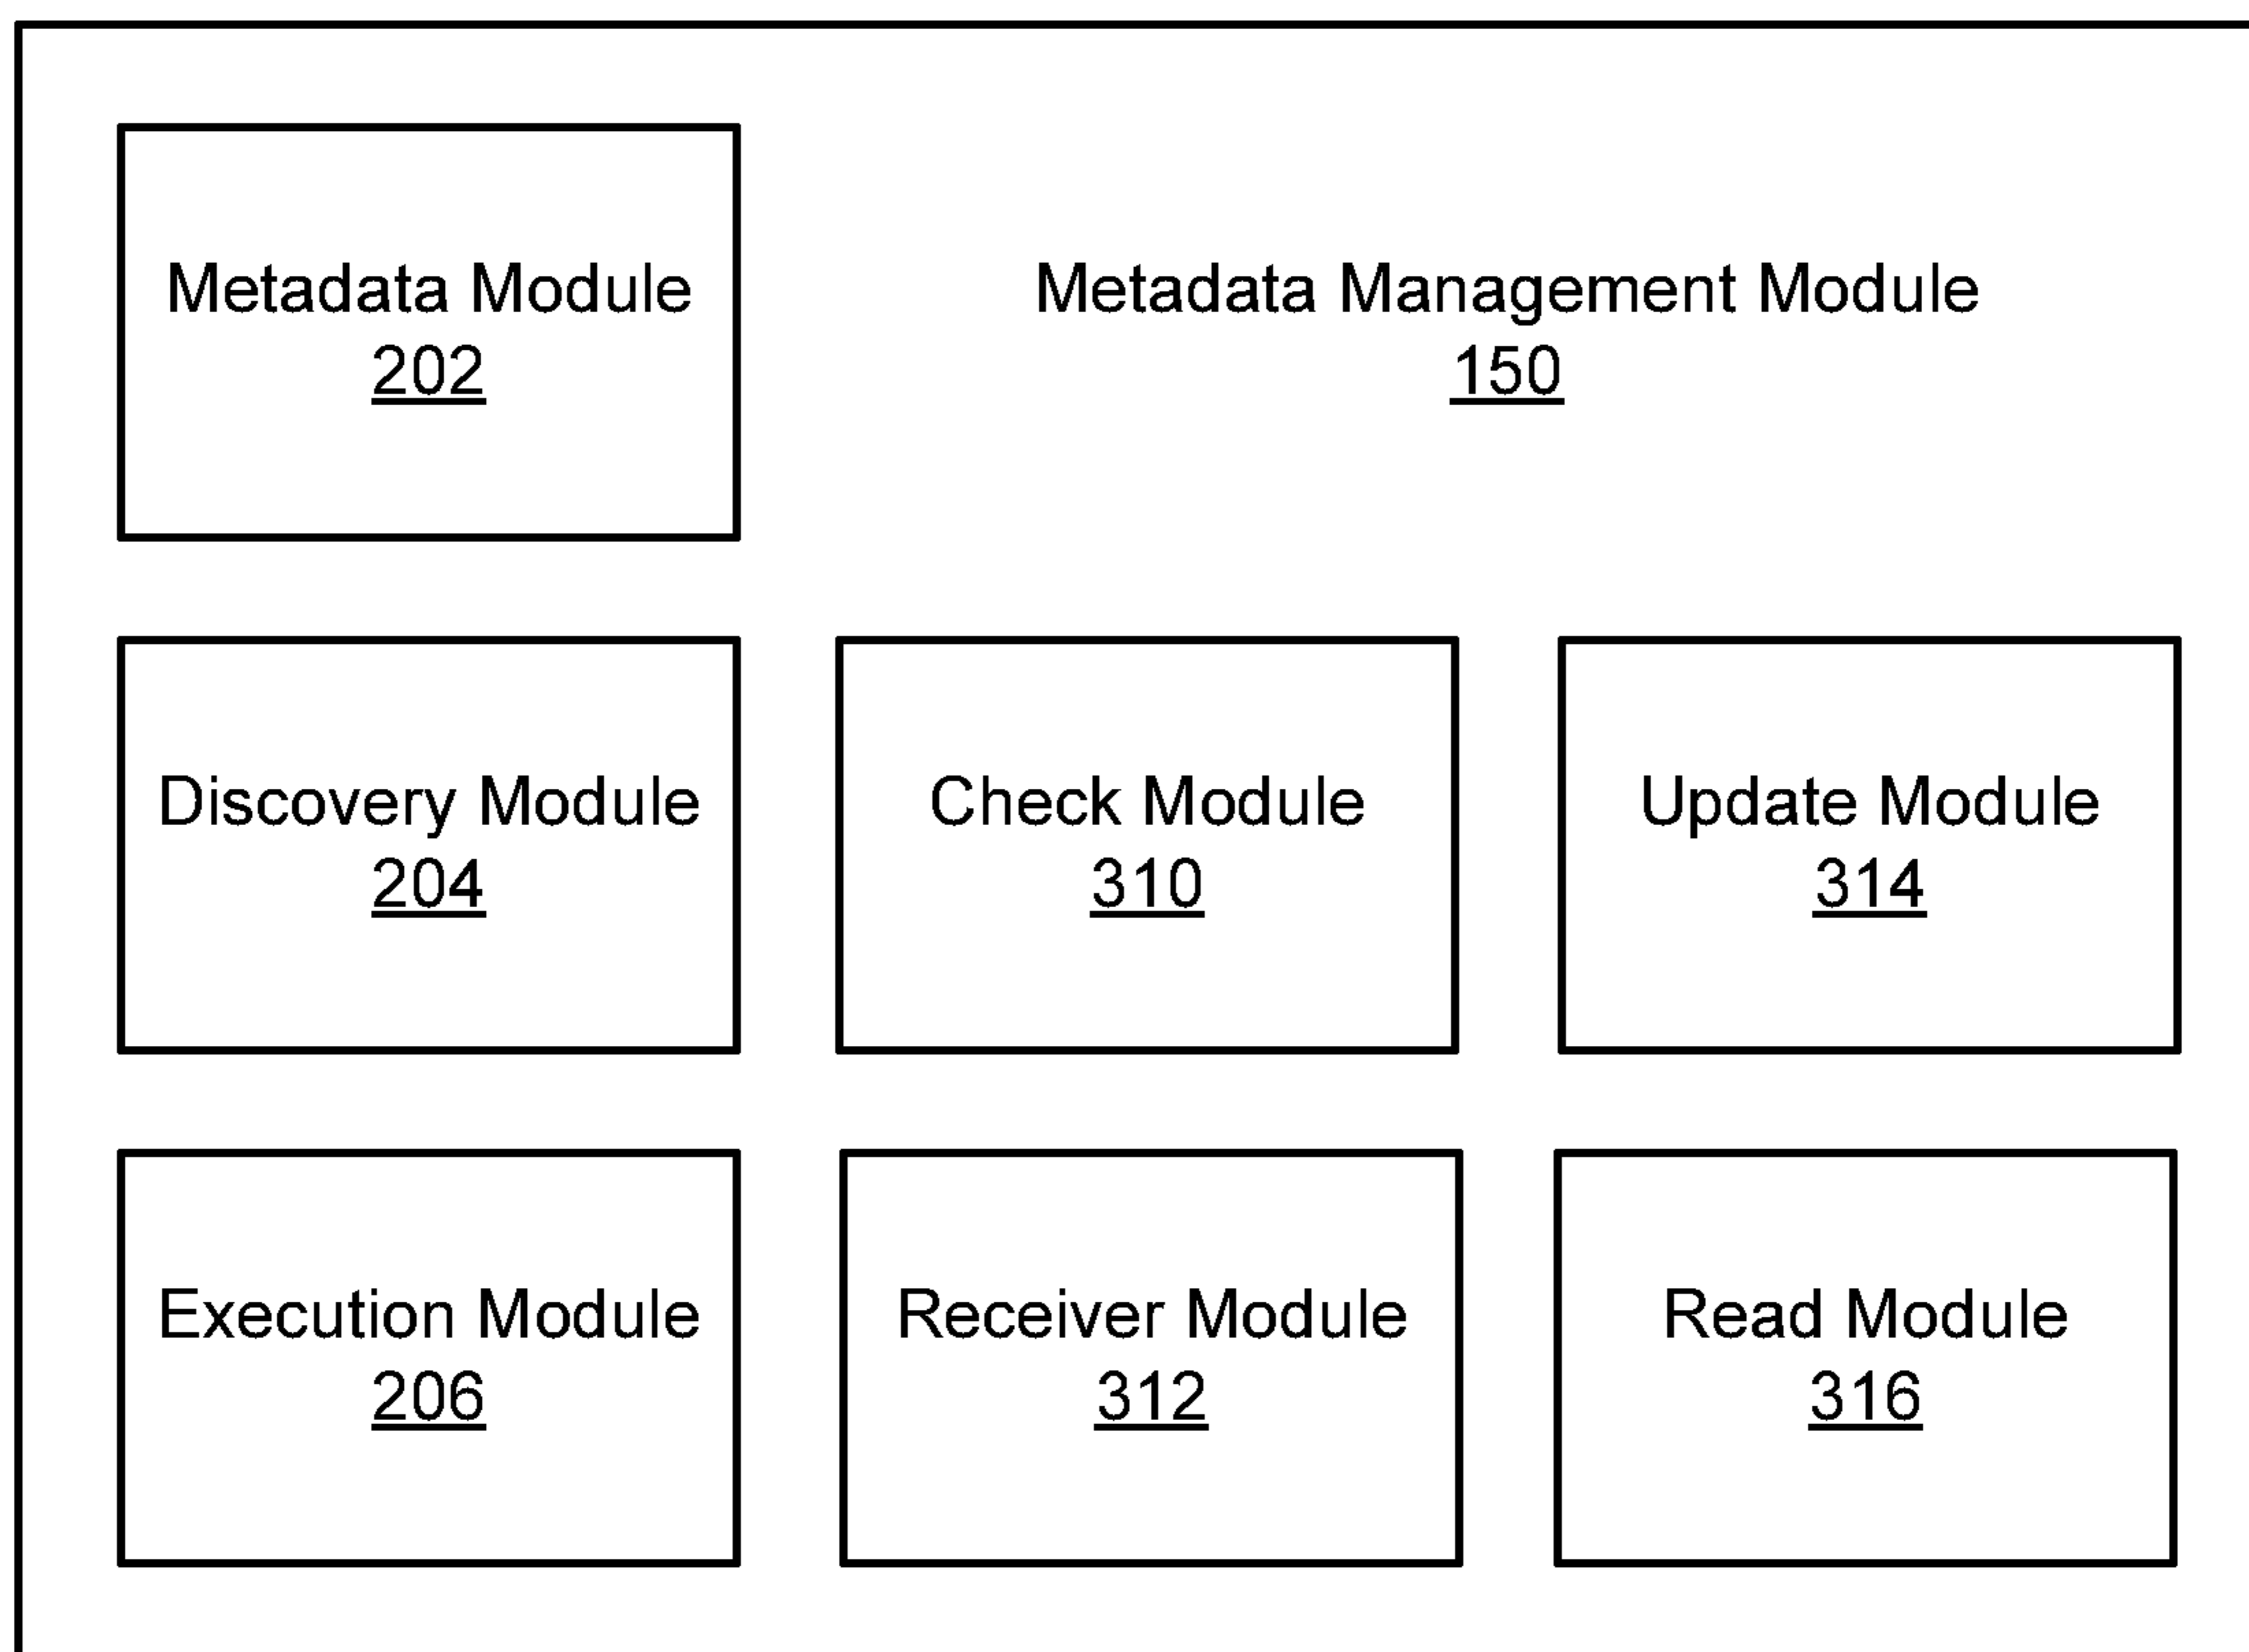 Metadata Module
202
Metadata Management Module
150
Discovery Module
204
Check Module
310
Update Module
314
Execution Module
206
Receiver Module
312
Read Module
316